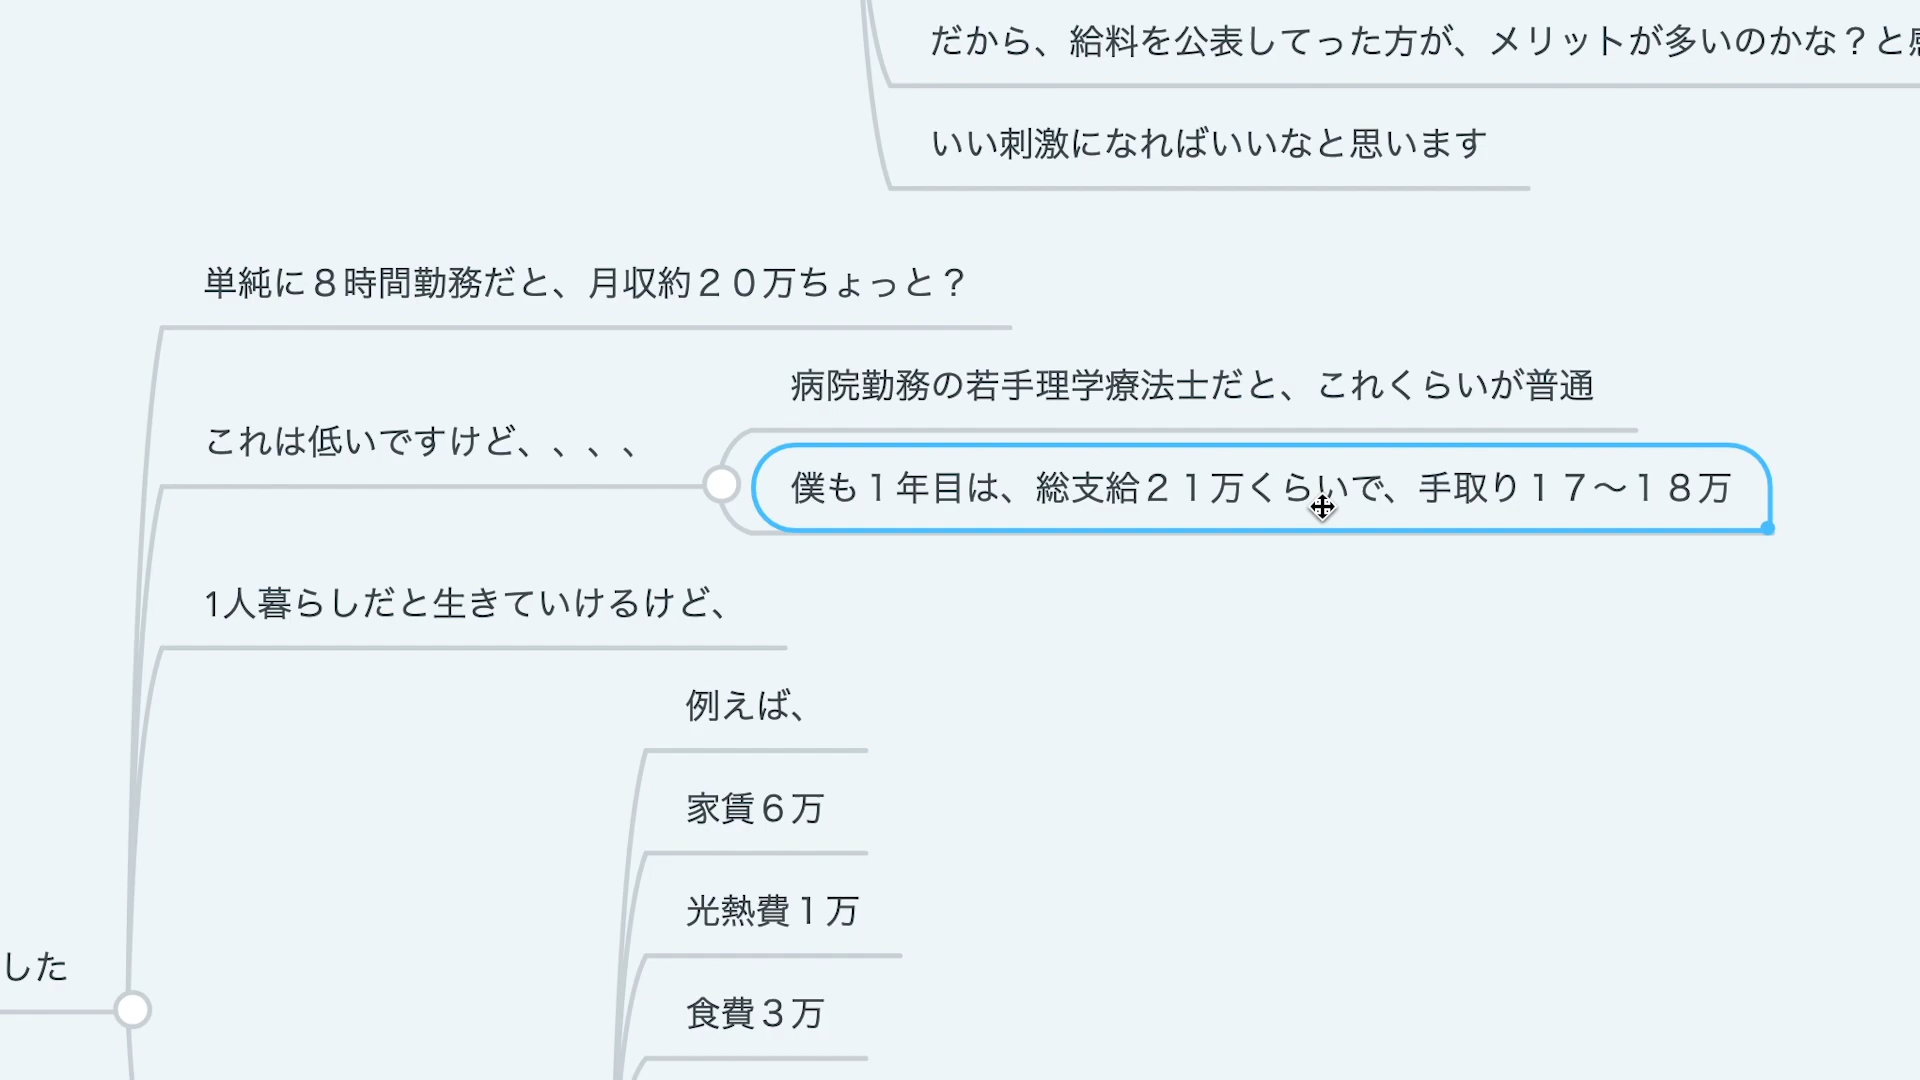 だから、給料を公表してった方が、メリットが多いのかな？と感
いい刺激になればいいなと思います
単純に８時間勤務だと、月収約２０万ちょっと？
病院勤務の若手理学療法士だと、これくらいが普通
これは低いですけど、、、、
僕も１年目は、総支給２１万くらいで、手取り１７〜１８万
1人暮らしだと生きていけるけど、
例えば、
家賃６万
光熱費１万
した
食費３万